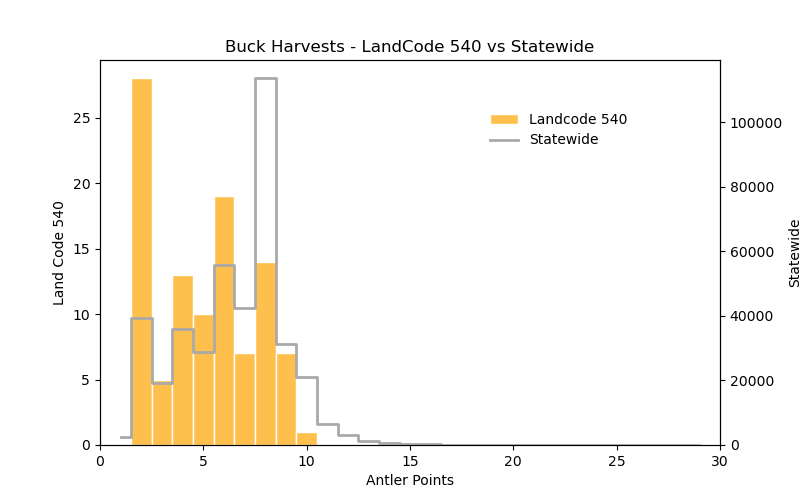 Buck Harvests - LandCode 540 vs Statewide
Land Code 540
25
20
15
10
5
0
Landcode 540
Statewide
100000
80000
60000
40000
20000
0
Statewide
0 5 10 15 20 25 30
Antler Points